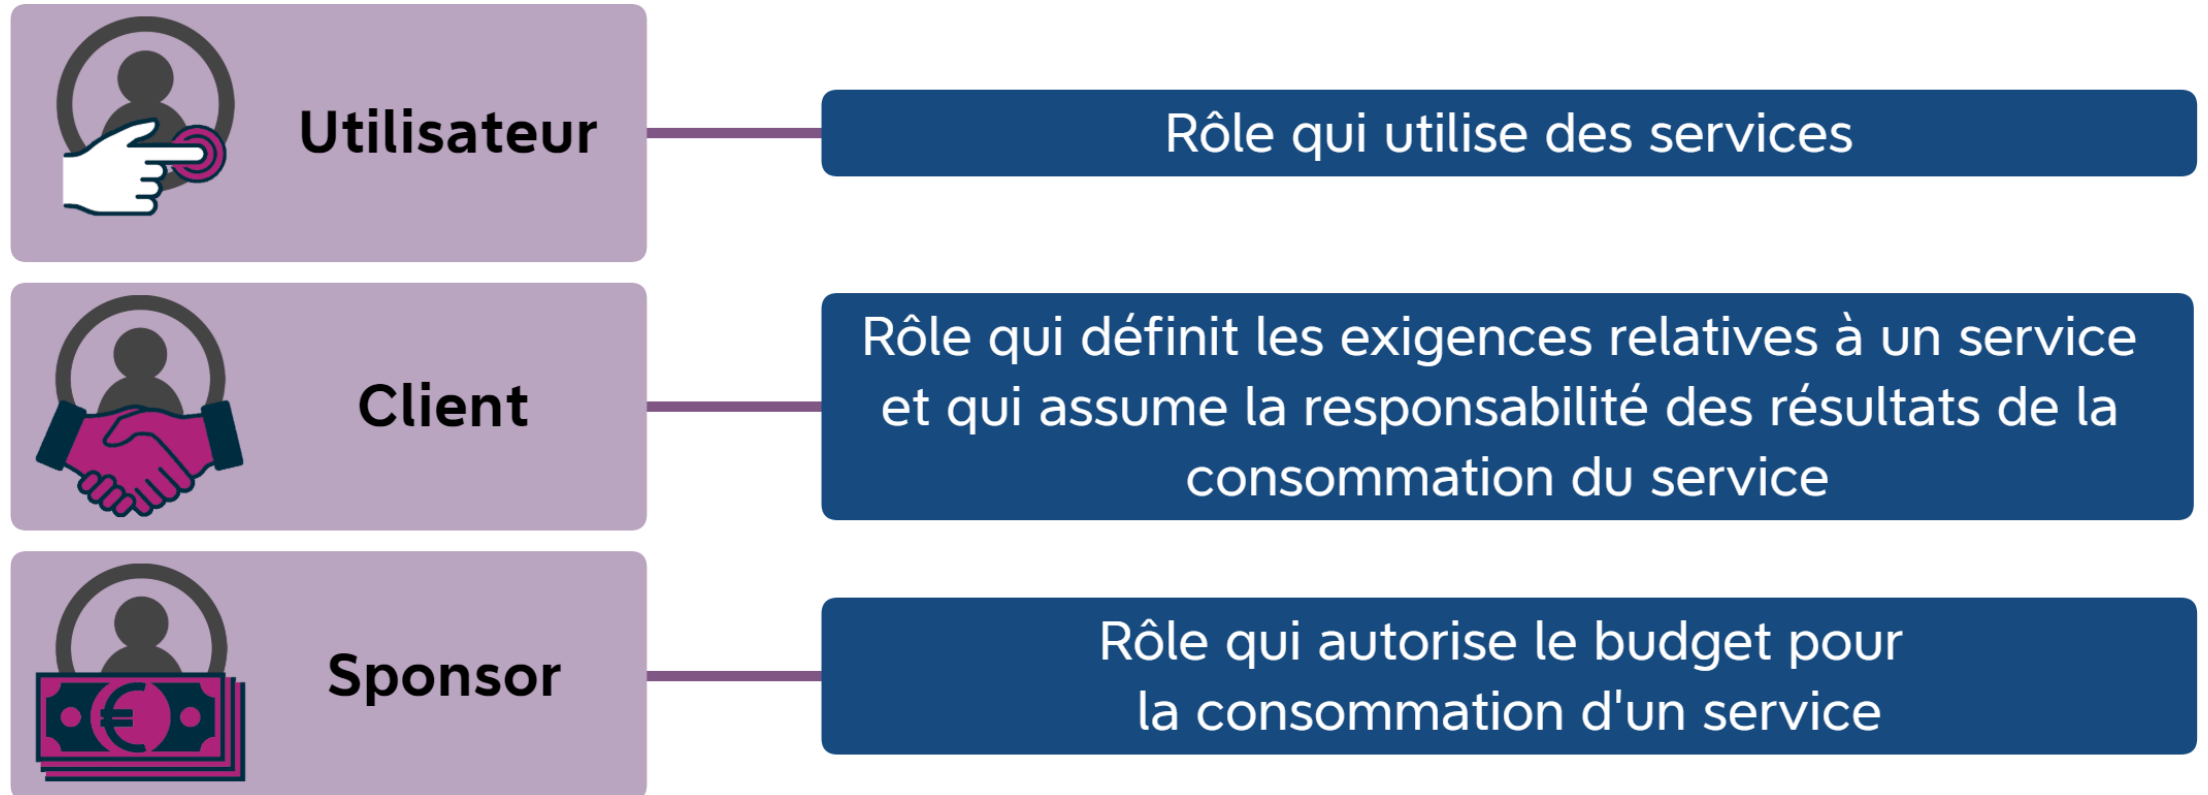 Utilisateur
Rôle qui utilise des services
Client
Rôle qui définit les exigences relatives à un service
et qui assume la responsabilité des résultats de la
consommation du service
Sponsor
Rôle qui autorise le budget pour
la consommation d'un service
€